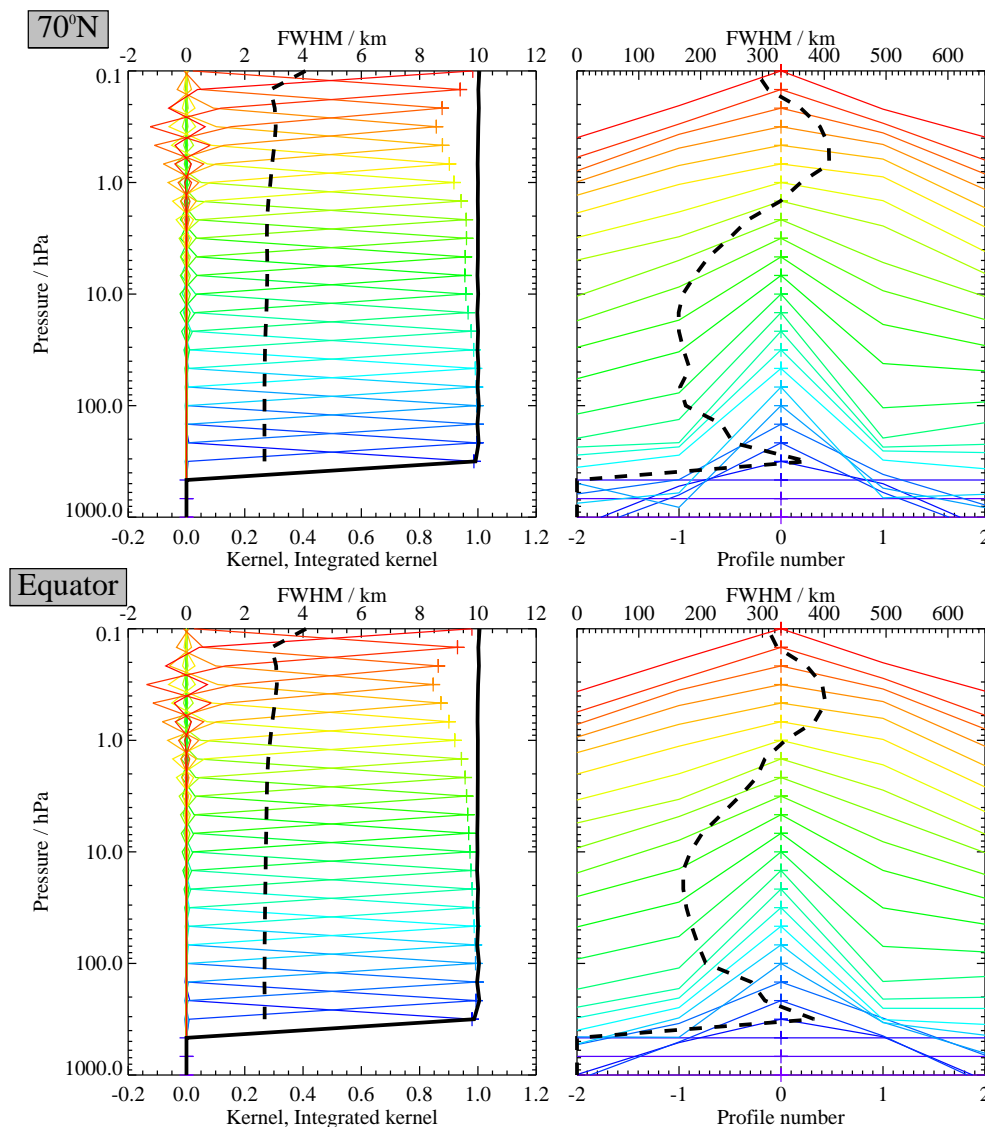 70⁰N
FWHM / km
FWHM / km
-2 0 2 4 6 8 10 12
0 100 200 300 400 500 600
0.1
1.0
10.0
100.0
1000.0
Pressure / hPa
-0.2 0.0 0.2 0.4 0.6 0.8 1.0 1.2
-2 -1 0 1 2
Kernel, Integrated kernel
Profile number
Equator
FWHM / km
FWHM / km
-2 0 2 4 6 8 10 12
0 100 200 300 400 500 600
0.1
1.0
10.0
100.0
1000.0
Pressure / hPa
-0.2 0.0 0.2 0.4 0.6 0.8 1.0 1.2
-2 -1 0 1 2
Kernel, Integrated kernel
Profile number